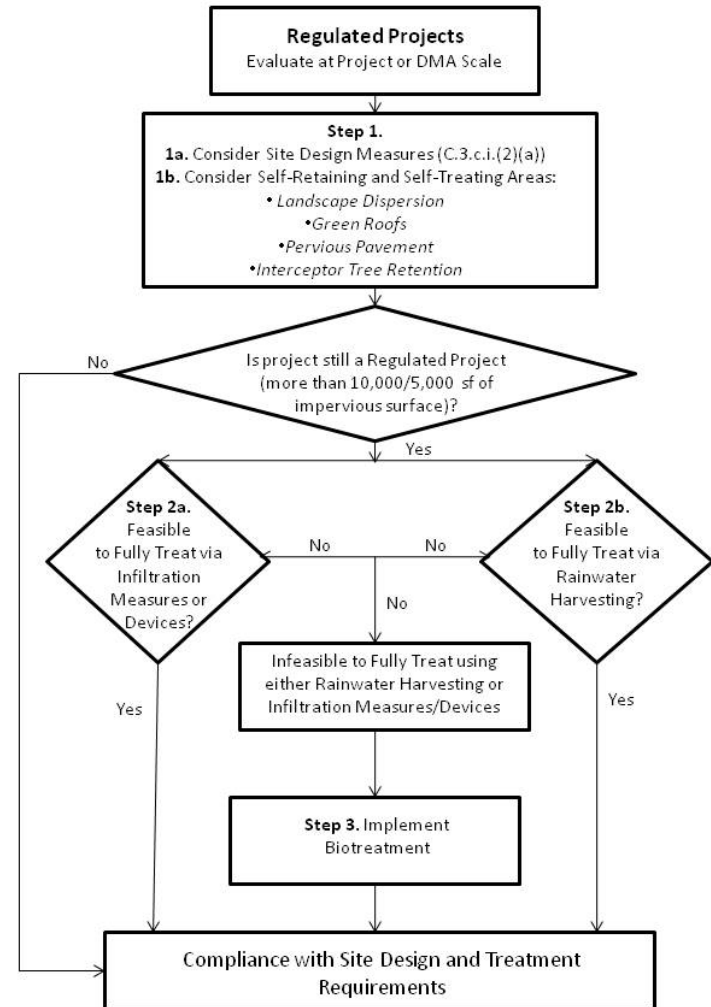 Regulated Projects
Evaluate at Project or DMA Scale
Step 1.
1a. Consider Site Design Measures (C.3.c.i.(2)(a))
1b. Consider Self-Retaining and Self-Treating Areas:
• Landscape Dispersion
• Green Roofs
• Pervious Pavement
• Interceptor Tree Retention
No
Is project still a Regulated Project
(more than 10,000/5,000 sf of
impervious surface)?
Yes
Step 2a.
Feasible
to Fully Treat via
Infiltration
Measures or
Devices?
Step 2b.
Feasible
to Fully Treat via
Rainwater
Harvesting?
No
No
No
Infeasible to Fully Treat using
either Rainwater Harvesting or
Infiltration Measures/Devices
Yes
Yes
Step 3. Implement
Biotreatment
Compliance with Site Design and Treatment
Requirements